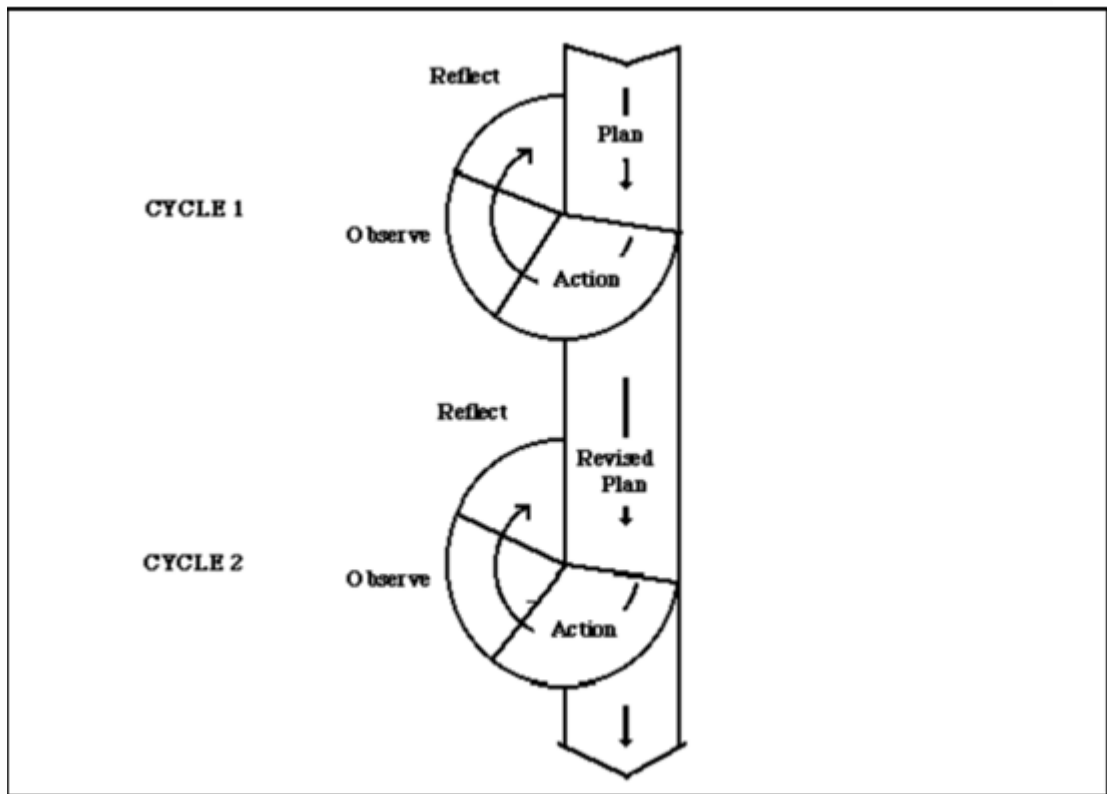 Reflect
Plan
CYCLE 1
Observe
Action
Reflect
Revised
Plan
CYCLE 2
Observe
Action